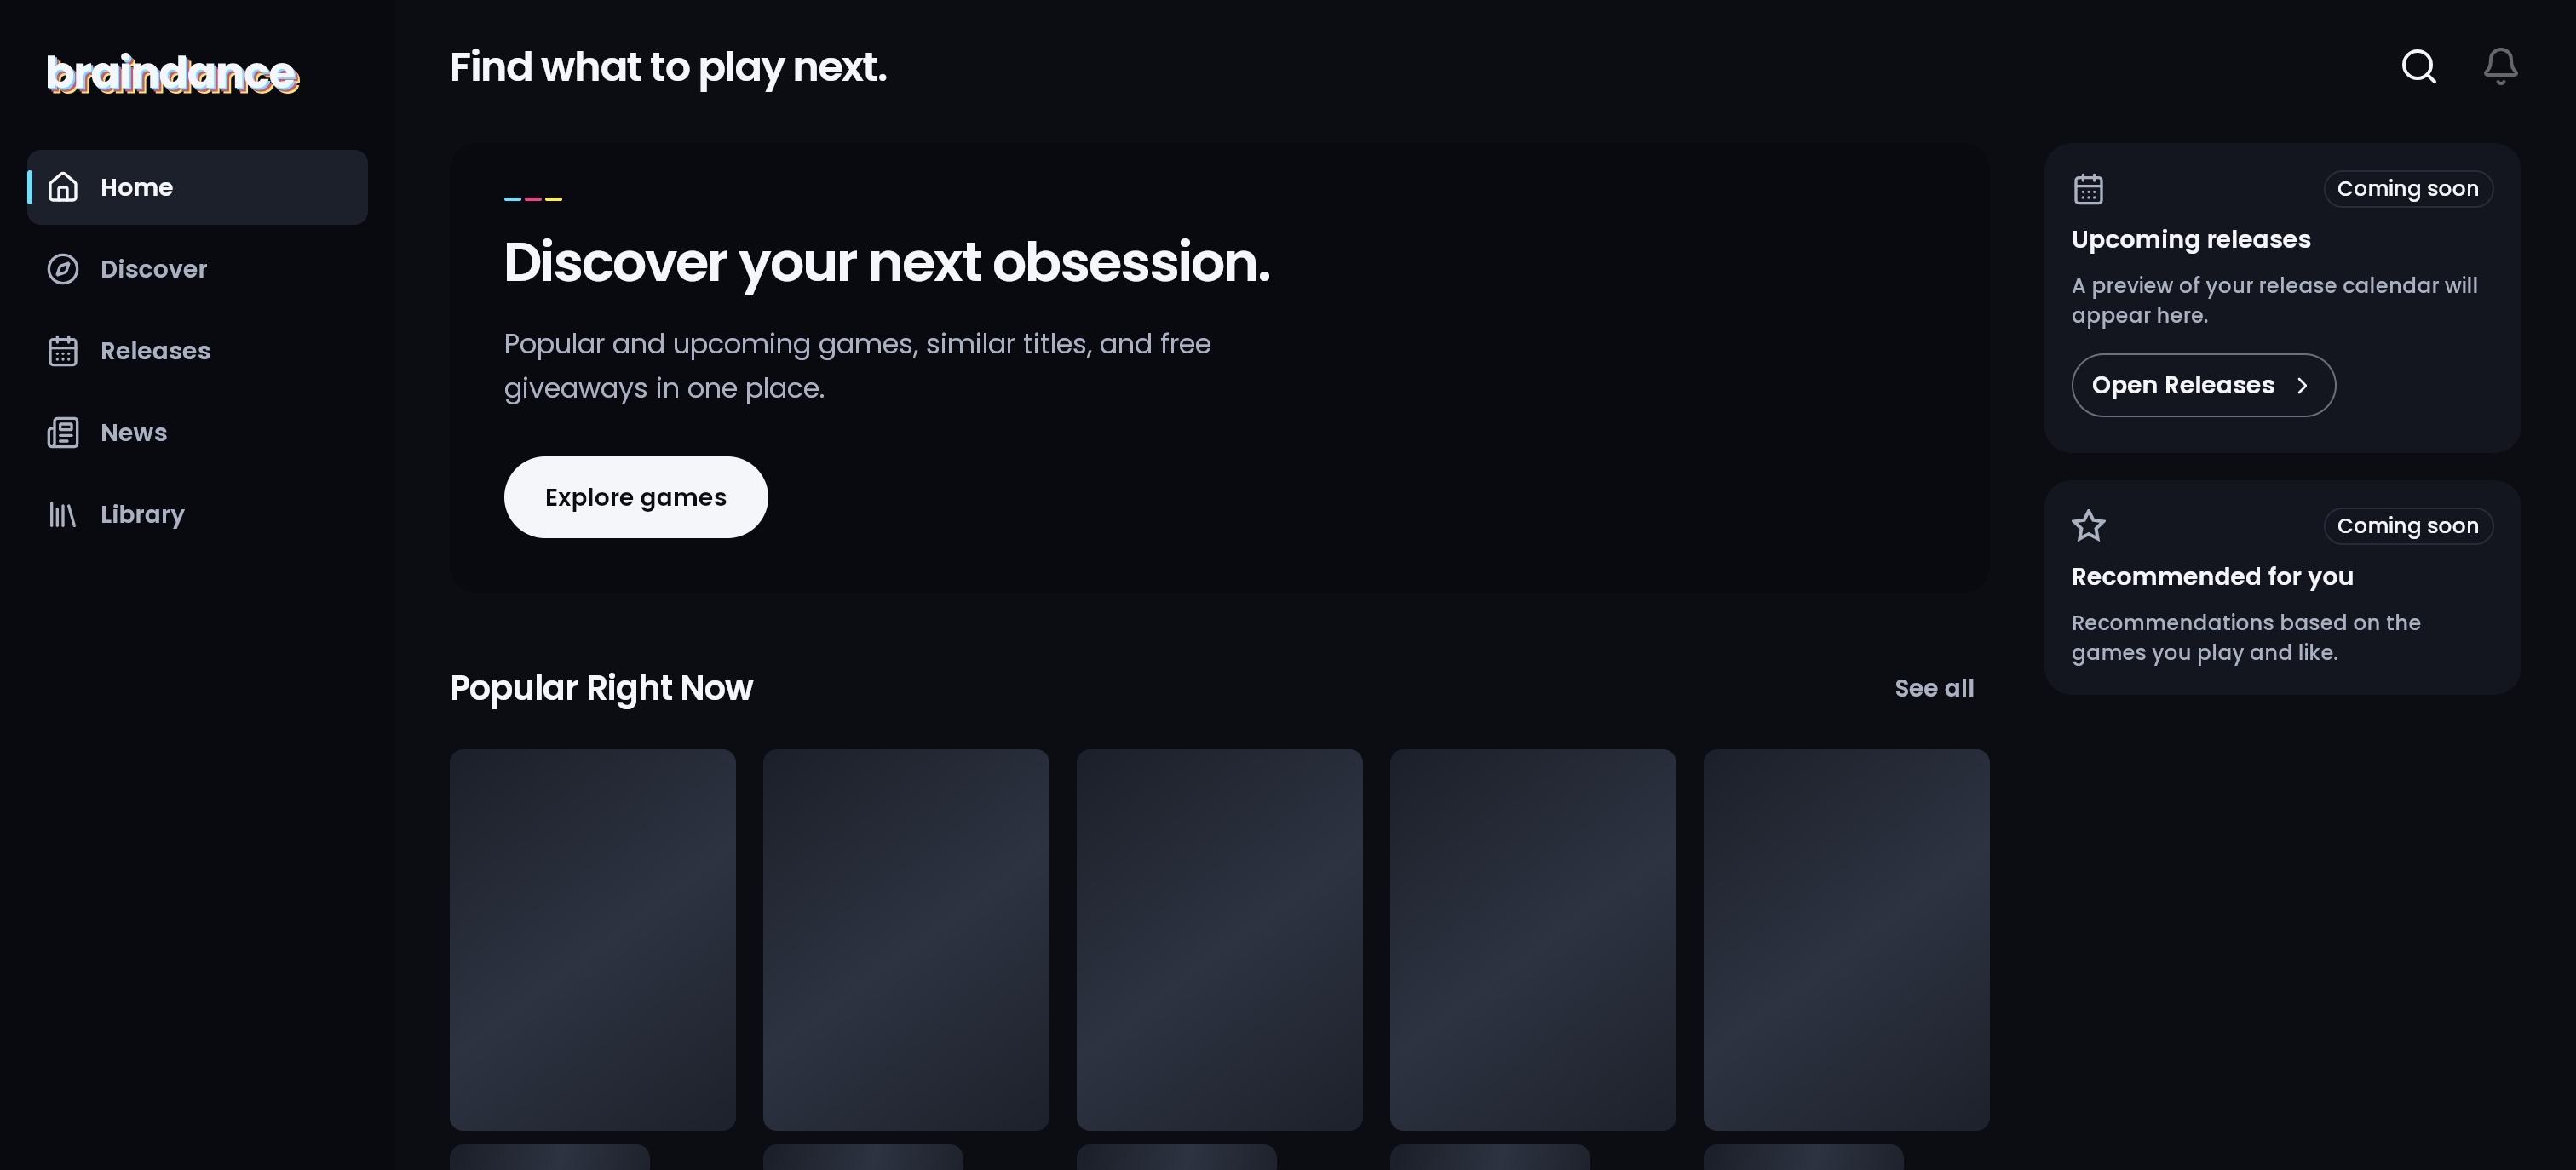 braindance
Find what to play next.
Home
Discover
Releases
News
Library
Discover your next obsession.
Popular and upcoming games, similar titles, and free
giveaways in one place.
Explore games
Popular Right Now
See all
Coming soon
Upcoming releases
A preview of your release calendar will
appear here.
Open Releases
Coming soon
Recommended for you
Recommendations based on the
games you play and like.